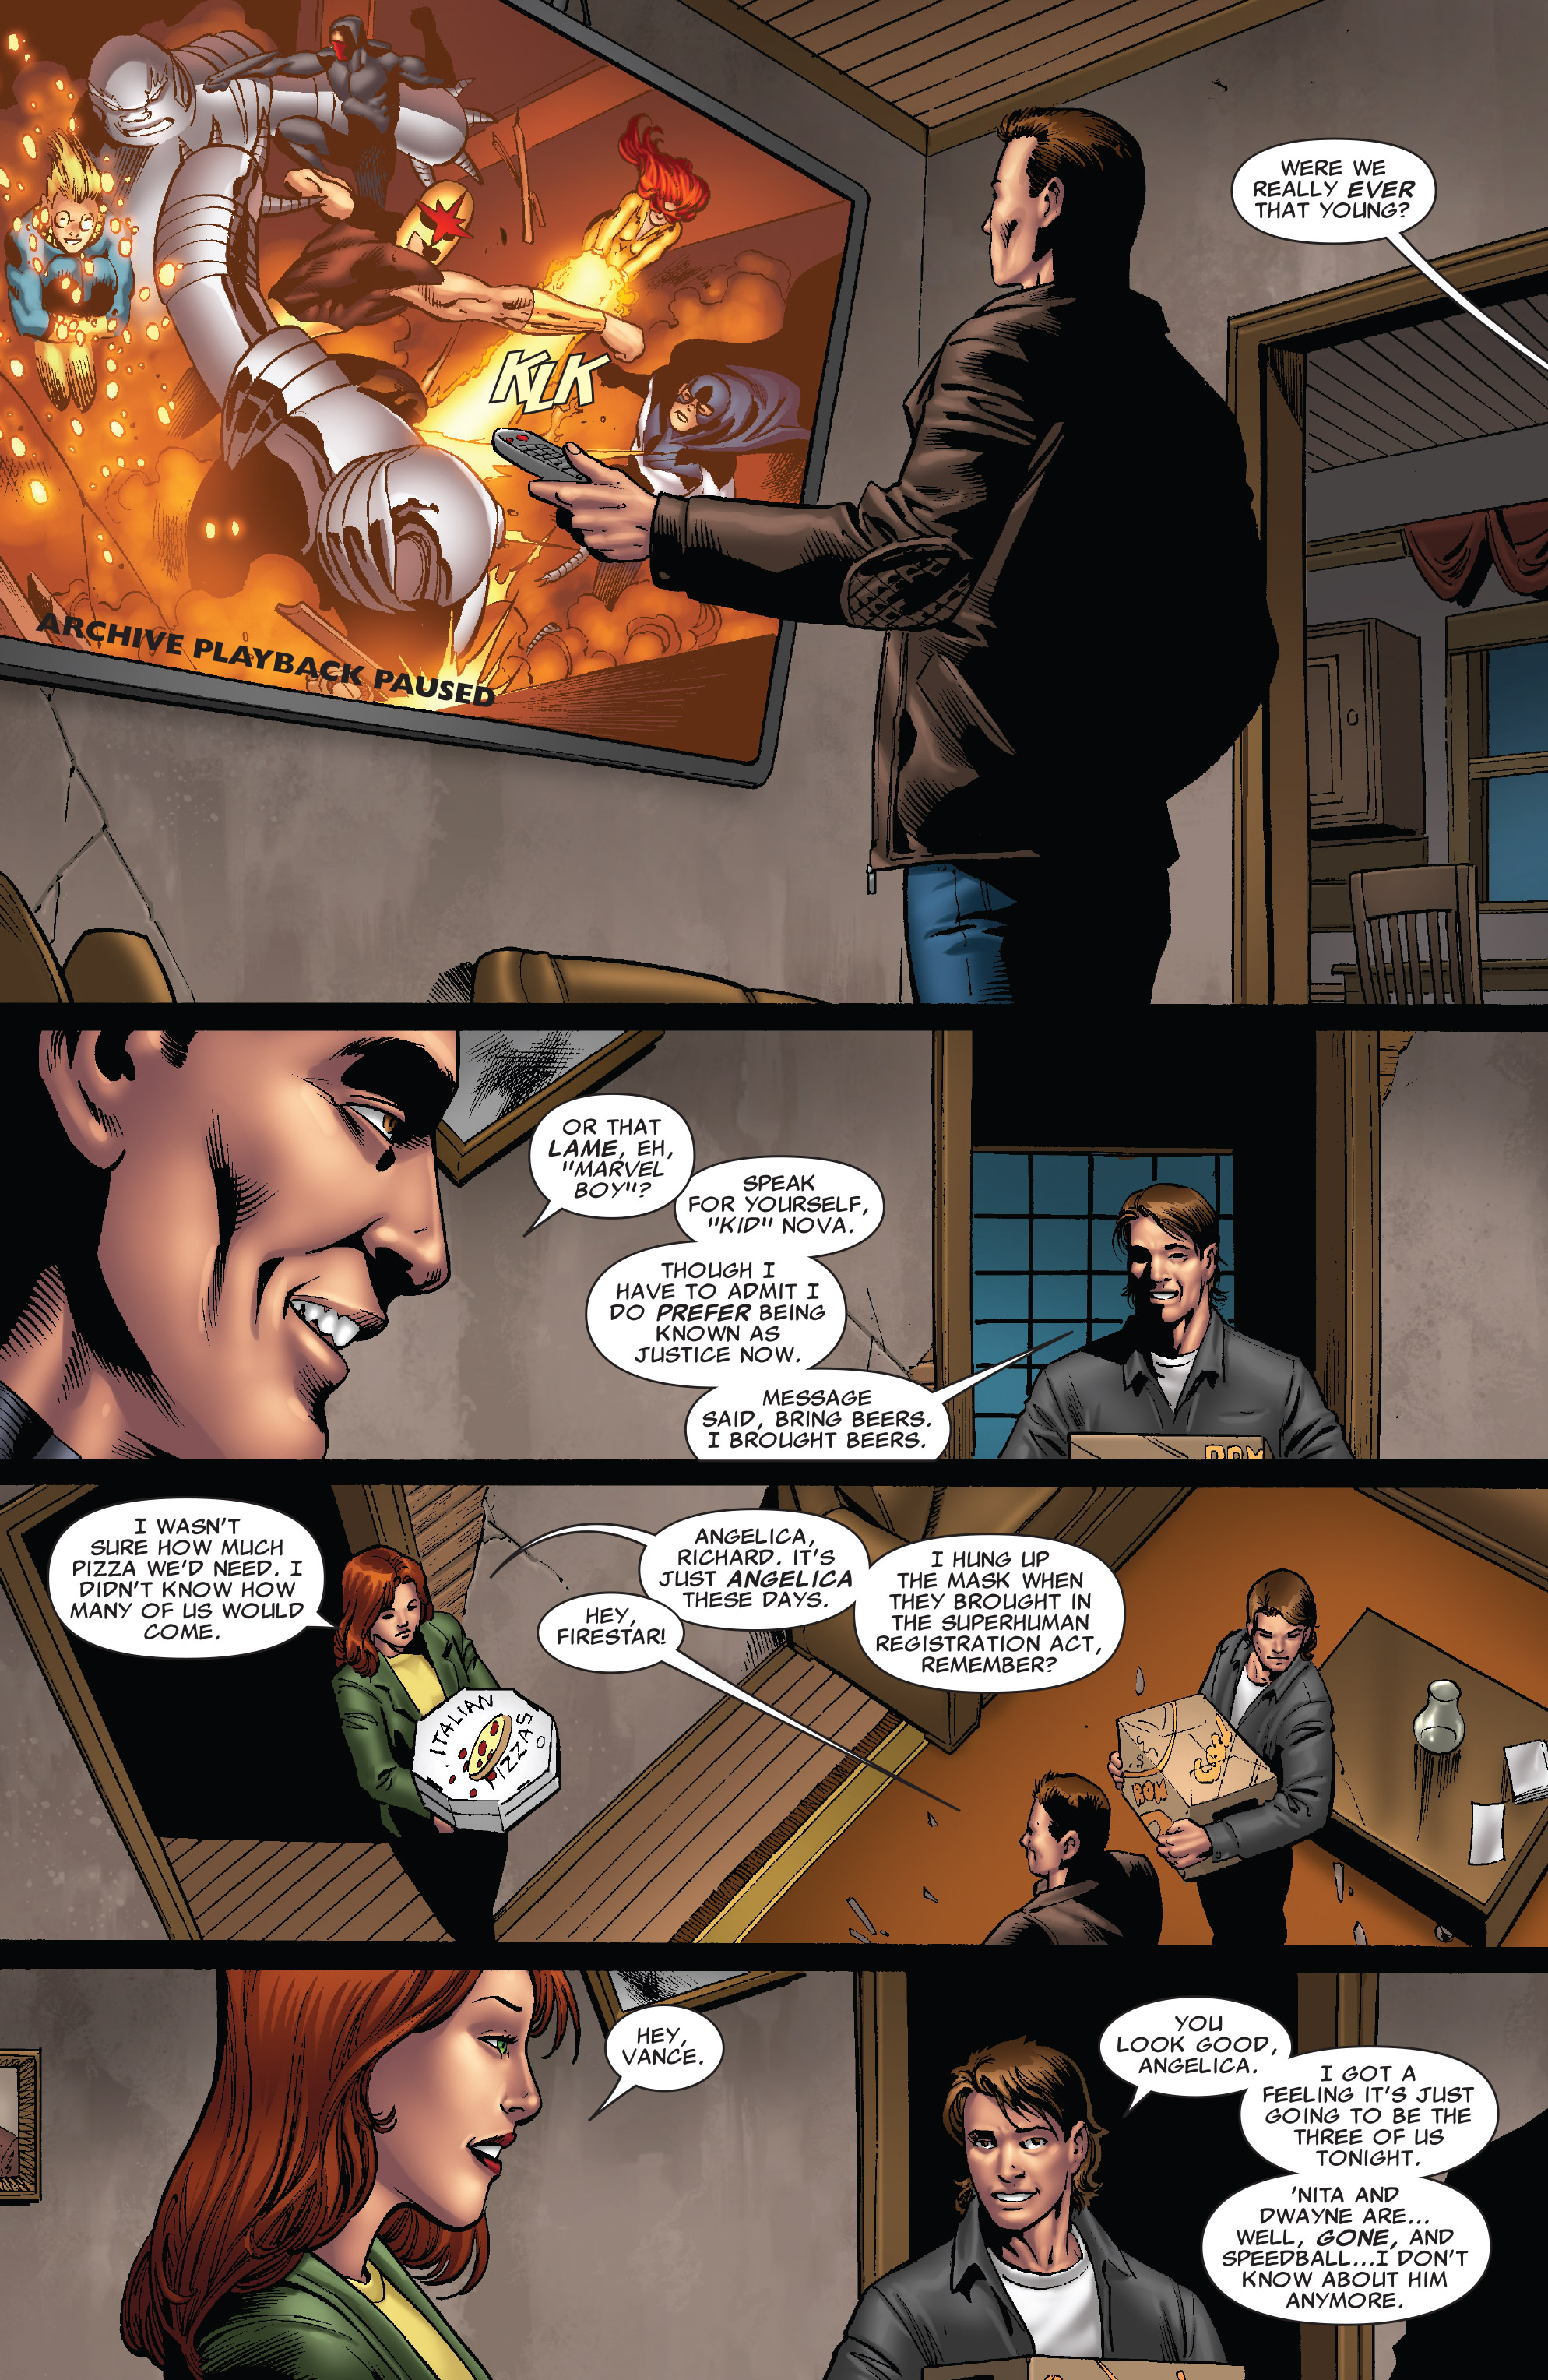 WERE WE
REALLY EVER
THAT YOUNG?
KLK
ARCHIVE PLAYBACK PAUSED
OR THAT
LAME, EH,
"MARVEL
BOY"?
SPEAK
FOR YOURSELF,
"KID" NOVA.
THOUGH I
HAVE TO ADMIT I
DO PREFER BEING
KNOWN AS
JUSTICE NOW.
MESSAGE
SAID, BRING BEERS.
I BROUGHT BEERS.
I WASN'T
SURE HOW MUCH
PIZZA WE'D NEED. I
DIDN'T KNOW HOW
MANY OF US WOULD
COME.
HEY,
FIRESTAR!
ANGELICA,
RICHARD. IT'S
JUST ANGELICA
THESE DAYS.
I HUNG UP
THE MASK WHEN
THEY BROUGHT IN
THE SUPERHUMAN
REGISTRATION ACT,
REMEMBER?
ITALIAN
PIZZAS
HEY,
VANCE.
YOU
LOOK GOOD,
ANGELICA.
I GOT A
FEELING IT'S JUST
GOING TO BE THE
THREE OF US
TONIGHT.
'NITA AND
DWAYNE ARE...
WELL, GONE, AND
SPEEDBALL...I DON'T
KNOW ABOUT HIM
ANYMORE.